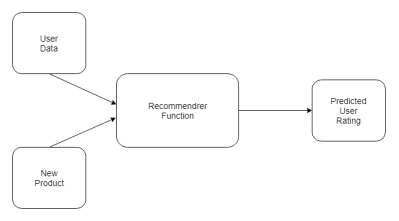 User
Data
Recommendrer
Function
Predicted
User
Rating
New
Product